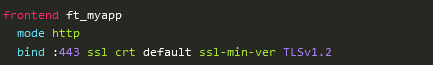 frontend ft_myapp
  mode http
  bind :443 ssl crt default ssl-min-ver TLSv1.2